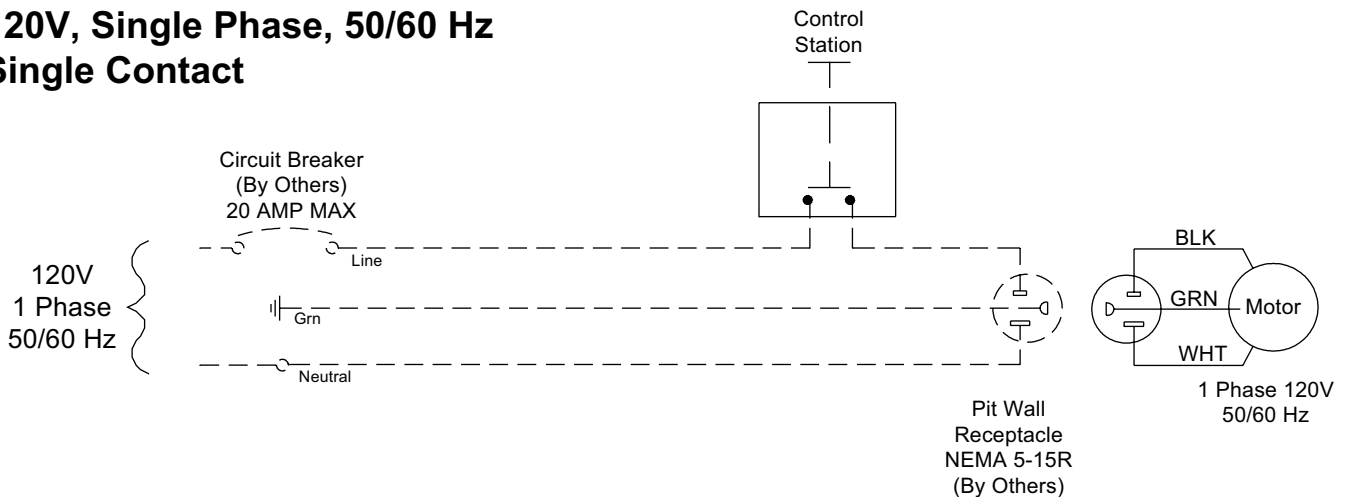 20V, Single Phase, 50/60 Hz
Single Contact
Control
Station
Circuit Breaker
(By Others)
20 AMP MAX
Line
120V
1 Phase
50/60 Hz
Grn
Neutral
BLK
GRN
Motor
WHT
1 Phase 120V
50/60 Hz
Pit Wall
Receptacle
NEMA 5-15R
(By Others)